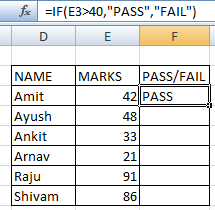 fx =IF(E3>40,"PASS","FAIL")
D E F
NAME MARKS PASS/FAIL
Amit 42 PASS
Ayush 48
Ankit 33
Arnav 21
Raju 91
Shivam 86